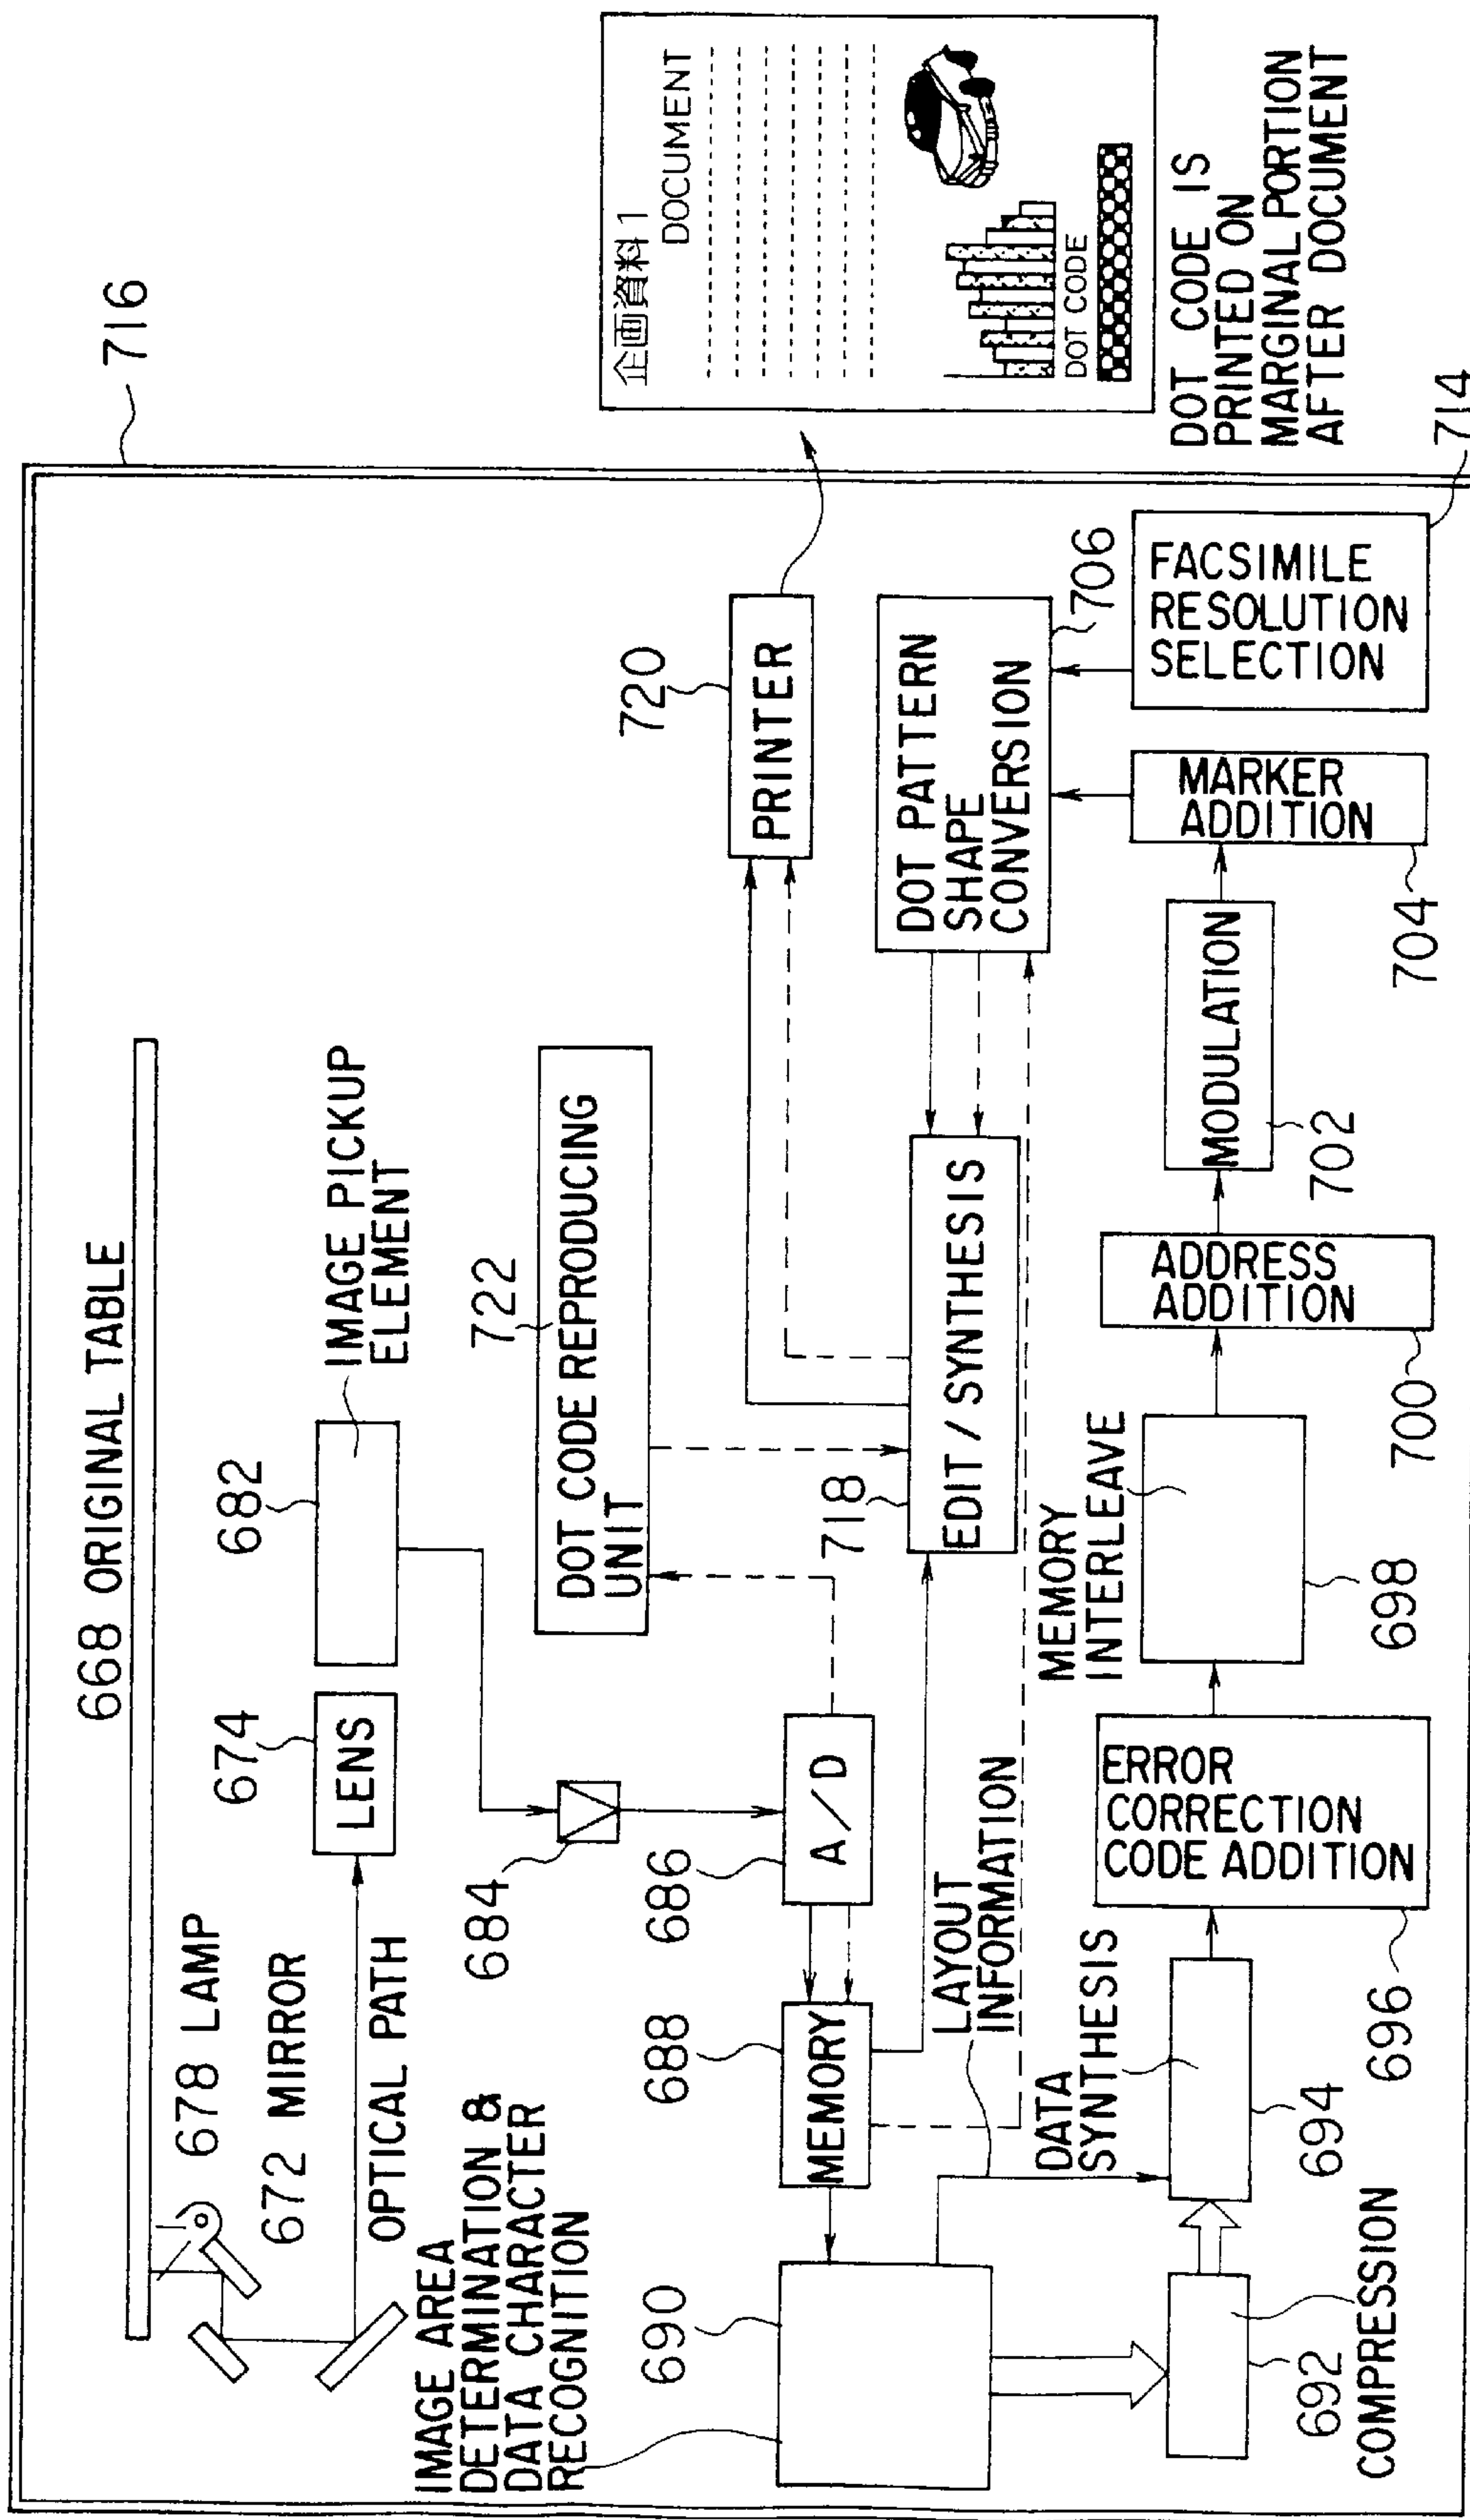 716
668 ORIGINAL TABLE
678 LAMP
672 MIRROR
OPTICAL PATH
674
LENS
682
IMAGE PICKUP
ELEMENT
684
722
DOT CODE REPRODUCING
UNIT
720
PRINTER
企画資料1
DOCUMENT
DOT CODE
DOT CODE IS
PRINTED ON
MARGINAL PORTION
AFTER DOCUMENT
IMAGE AREA
DETERMINATION &
DATA CHARACTER
RECOGNITION
690
688
MEMORY
686
A/D
718
EDIT/SYNTHESIS
DOT PATTERN
SHAPE
CONVERSION
706
LAYOUT
INFORMATION
DATA
SYNTHESIS
MEMORY
INTERLEAVE
692
COMPRESSION
694
ERROR
CORRECTION
CODE ADDITION
696
698
ADDRESS
ADDITION
700
MODULATION
702
MARKER
ADDITION
704
FACSIMILE
RESOLUTION
SELECTION
714